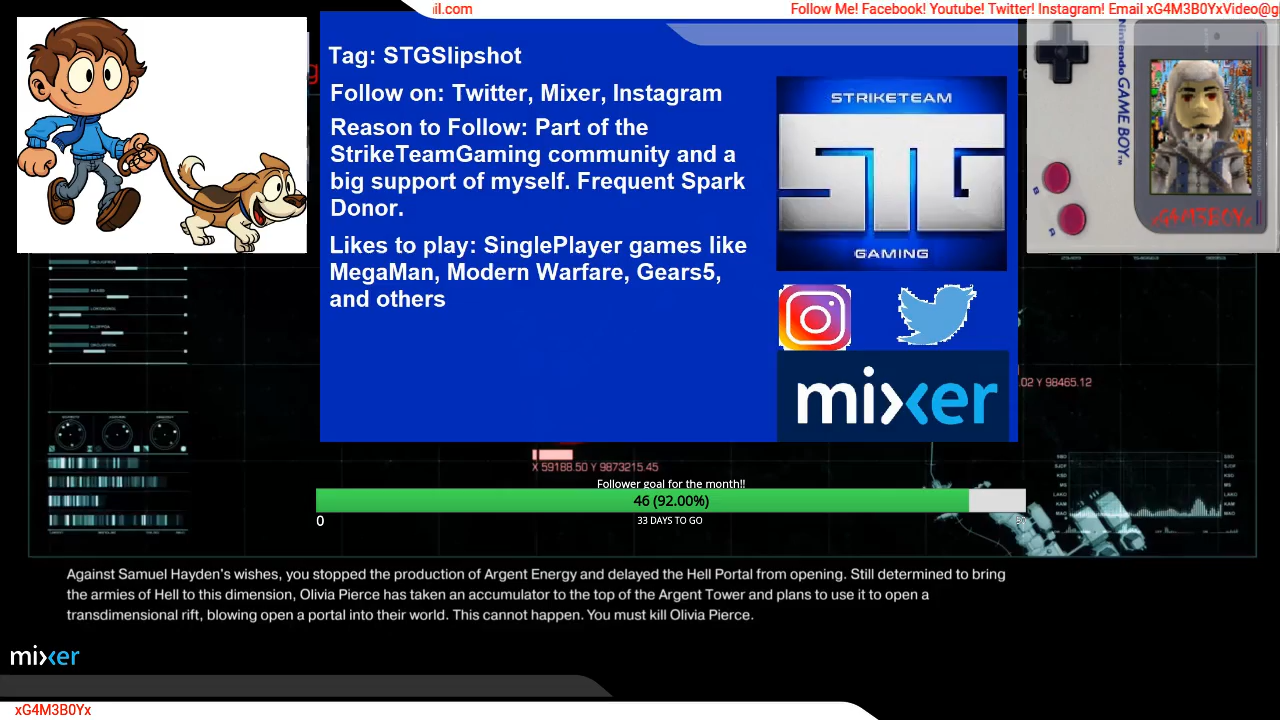 il.com
Follow Me! Facebook! Youtube! Twitter! Instagram! Email xG4M3B0YxVideo@g
Tag: STGSlipshot
Follow on: Twitter, Mixer, Instagram
Reason to Follow: Part of the
StrikeTeamGaming community and a
big support of myself. Frequent Spark
Donor.
Likes to play: SinglePlayer games like
MegaMan, Modern Warfare, Gears5,
and others
STRIKETEAM
STG
GAMING
mixer
Nintendo GAME BOY
G4M3B0Yx
.02 Y 98465.12
X 59188.50 Y 9873215.45
Follower goal for the month!!
46 (92.00%)
0
33 DAYS TO GO
Against Samuel Hayden's wishes, you stopped the production of Argent Energy and delayed the Hell Portal from opening. Still determined to bring
the armies of Hell to this dimension, Olivia Pierce has taken an accumulator to the top of the Argent Tower and plans to use it to open a
transdimensional rift, blowing open a portal into their world. This cannot happen. You must kill Olivia Pierce.
mixer
xG4M3B0Yx